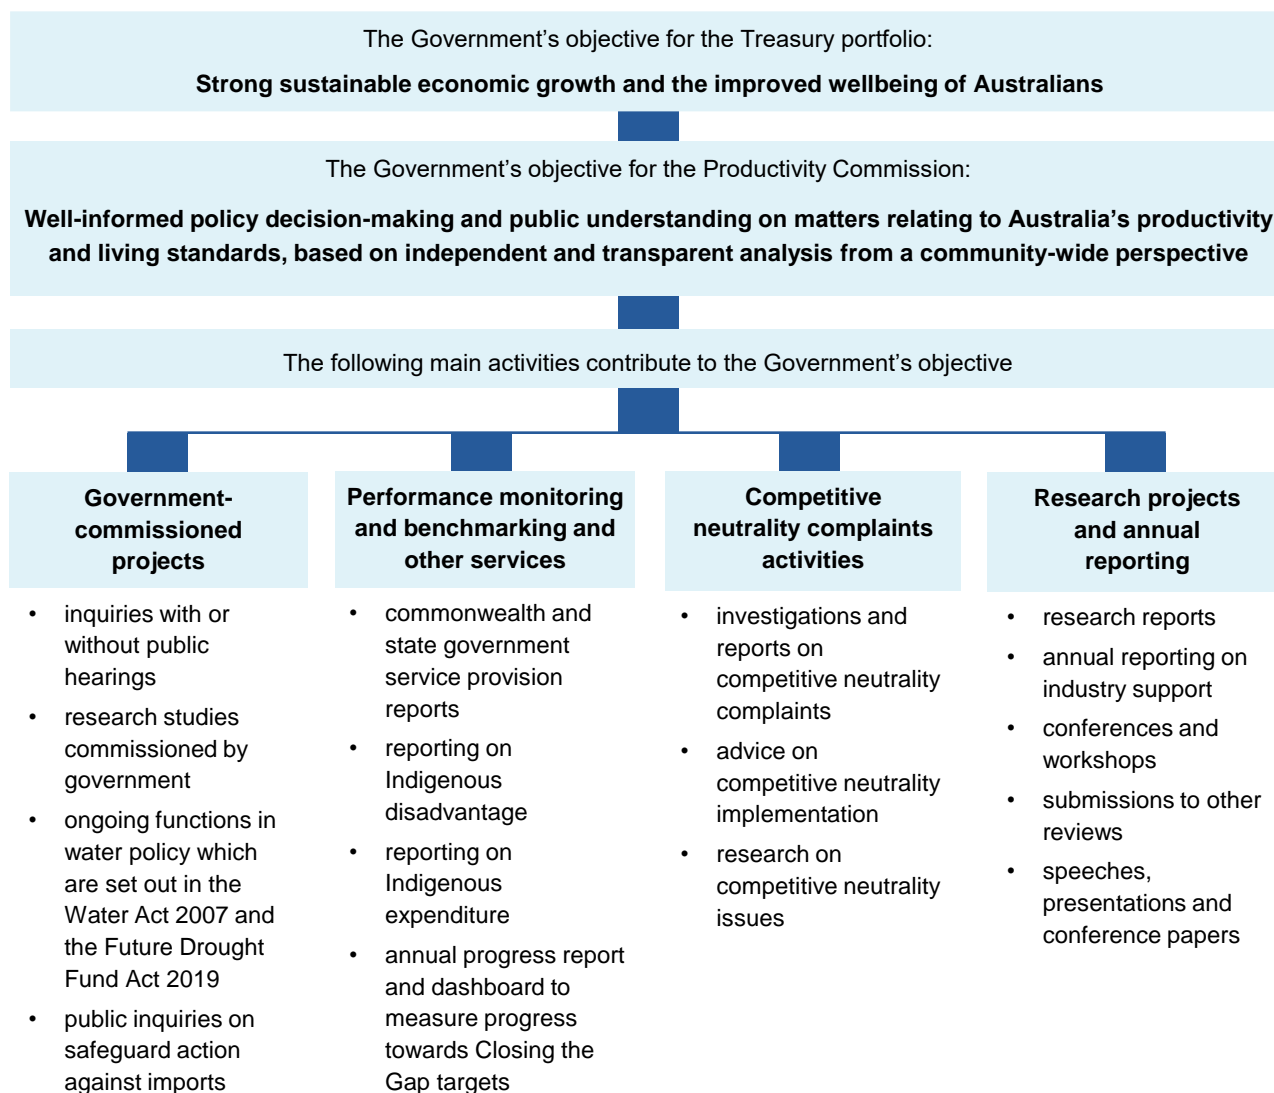 The Government’s objective for the Treasury portfolio:
Strong sustainable economic growth and the improved wellbeing of Australians
The Government’s objective for the Productivity Commission:
Well-informed policy decision-making and public understanding on matters relating to Australia’s productivity
and living standards, based on independent and transparent analysis from a community-wide perspective
The following main activities contribute to the Government’s objective
Government-
commissioned
projects
• inquiries with or
without public
hearings
• research studies
commissioned by
government
• ongoing functions in
water policy which
are set out in the
Water Act 2007 and
the Future Drought
Fund Act 2019
• public inquiries on
safeguard action
against imports
Performance monitoring
and benchmarking and
other services
• commonwealth and
state government
service provision
reports
• reporting on
Indigenous
disadvantage
• reporting on
Indigenous
expenditure
• annual progress report
and dashboard to
measure progress
towards Closing the
Gap targets
Competitive
neutrality complaints
activities
• investigations and
reports on
competitive neutrality
complaints
• advice on
competitive neutrality
implementation
• research on
competitive neutrality
issues
Research projects
and annual
reporting
• research reports
• annual reporting on
industry support
• conferences and
workshops
• submissions to other
reviews
• speeches,
presentations and
conference papers